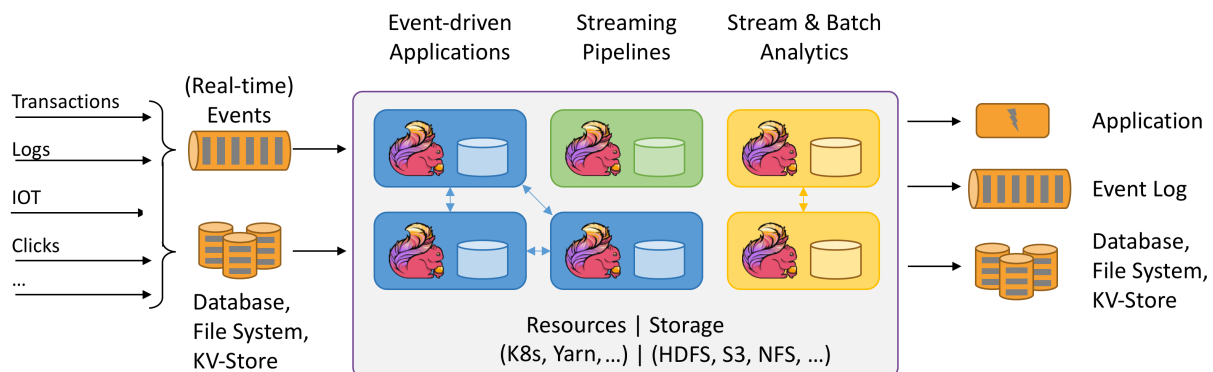 Event-driven
Applications
Streaming
Pipelines
Stream & Batch
Analytics
Transactions
Logs
IOT
Clicks
...
(Real-time)
Events
Database,
File System,
KV-Store
Resources | Storage
(K8s, Yarn, ...) | (HDFS, S3, NFS, ...)
Application
Event Log
Database,
File System,
KV-Store